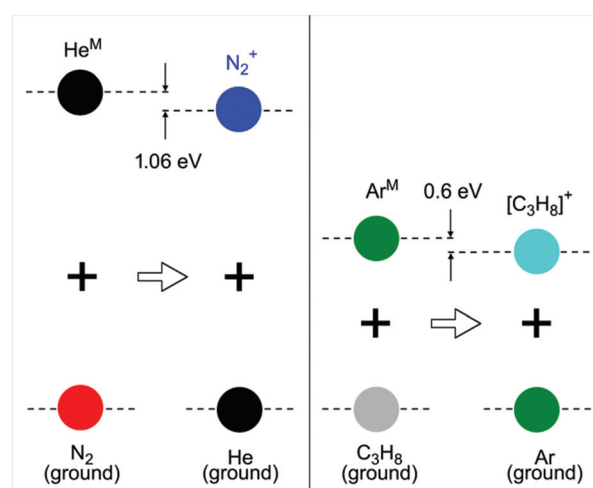 He^M
N₂⁺
1.06 eV
+
+
N₂
(ground)
He
(ground)
Ar^M
0.6 eV
[C₃H₈]⁺
+
+
C₃H₈
(ground)
Ar
(ground)